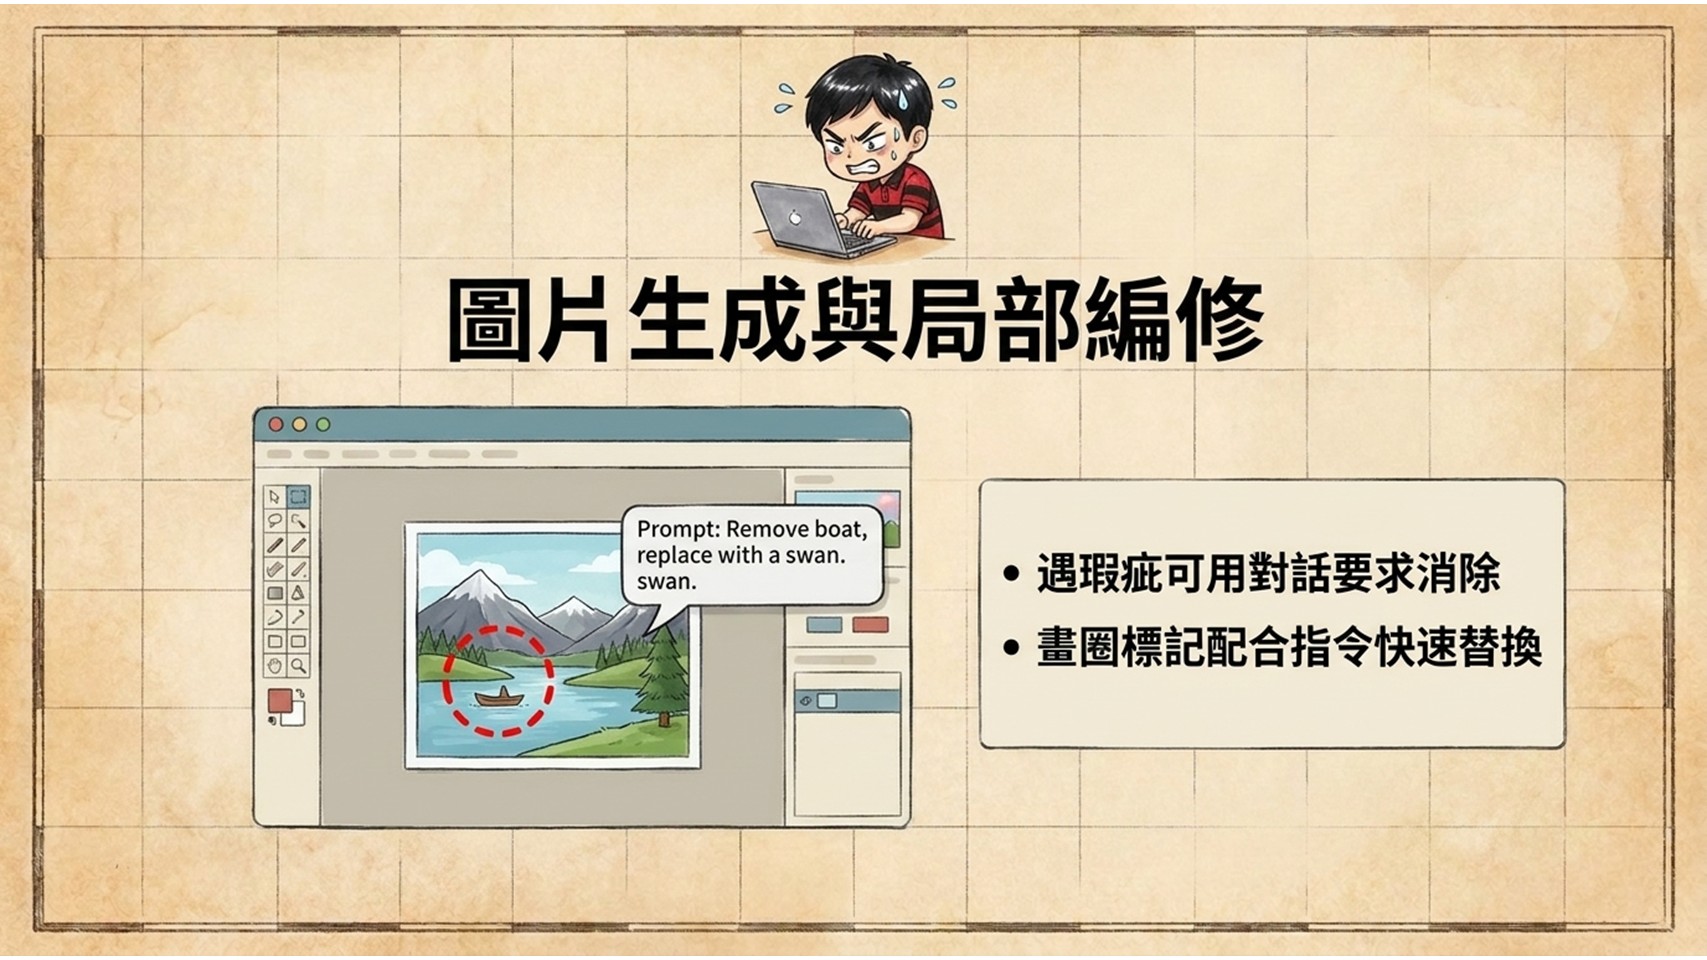 圖片生成與局部編修
Prompt: Remove boat,
replace with a swan.
swan.
• 遇瑕疵可用對話要求消除
• 畫圈標記配合指令快速替換